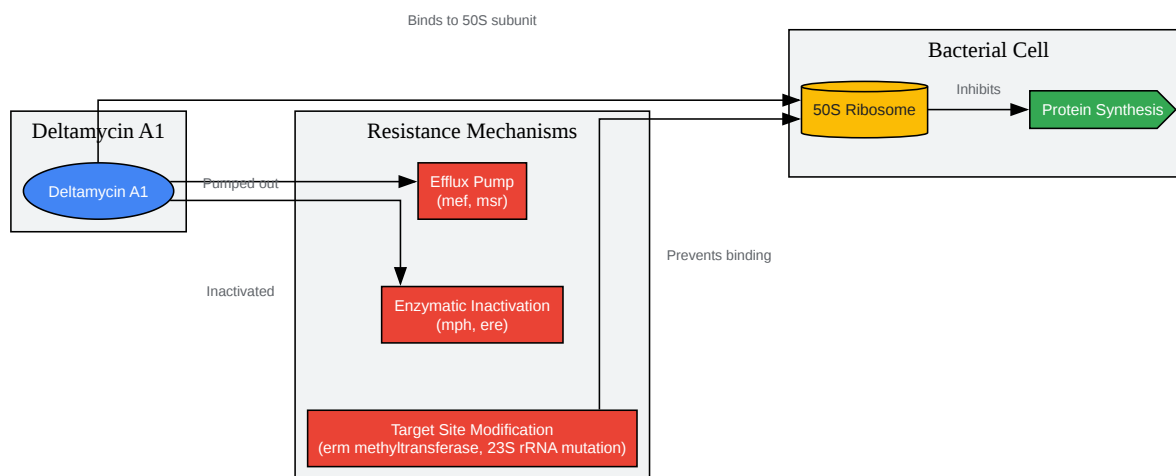 Binds to 50S subunit
Bacterial Cell
Inhibits
50S Ribosome
Protein Synthesis
Deltamycin A1
Resistance Mechanisms
Deltamycin A1
Pumped out
Efflux Pump
(mef, msr)
Prevents binding
Inactivated
Enzymatic Inactivation
(mph, ere)
Target Site Modification
(erm methyltransferase, 23S rRNA mutation)